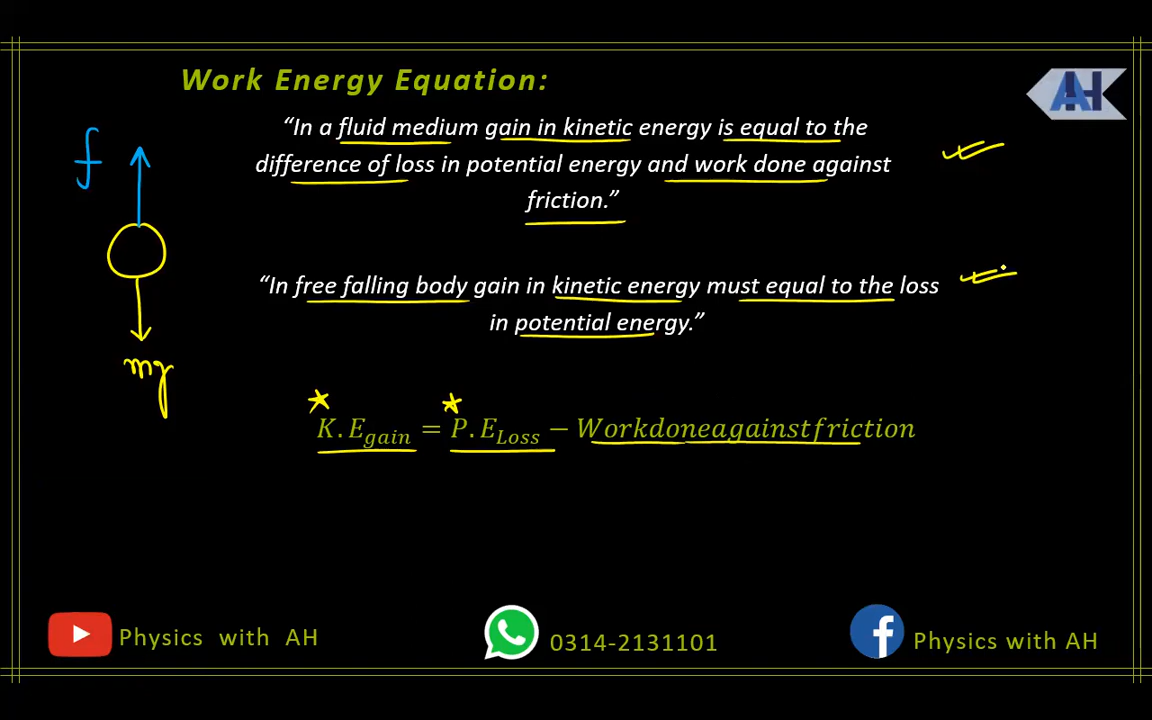 Work Energy Equation:
AH
“In a fluid medium gain in kinetic energy is equal to the
difference of loss in potential energy and work done against
friction.”
f
“In free falling body gain in kinetic energy must equal to the loss
in potential energy.”
mg
K.E_gain = P.E_Loss − Workdoneagainstfriction
Physics with AH
0314-2131101
Physics with AH